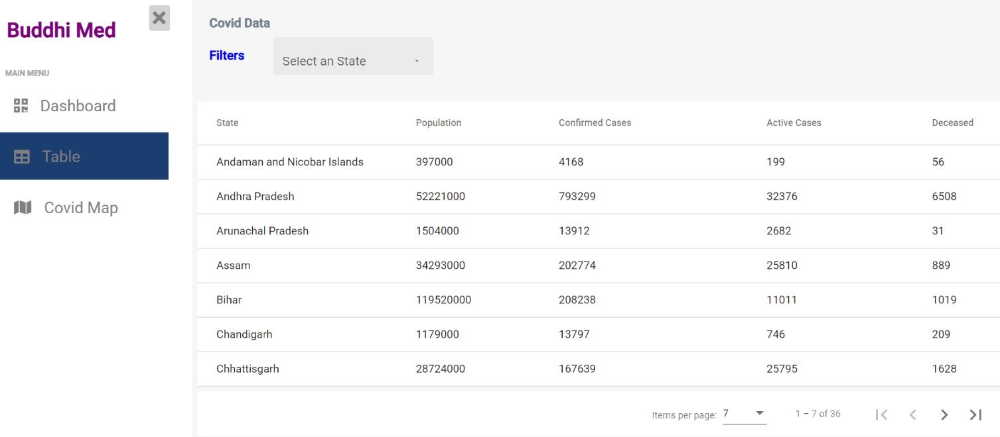 Buddhi Med
MAIN MENU
Dashboard
Table
Covid Map
Covid Data
Filters
Select an State -
State Population Confirmed Cases Active Cases Deceased
Andaman and Nicobar Islands 397000 4168 199 56
Andhra Pradesh 52221000 793299 32376 6508
Arunachal Pradesh 1504000 13912 2682 31
Assam 34293000 202774 25810 889
Bihar 119520000 208238 11011 1019
Chandigarh 1179000 13797 746 209
Chhattisgarh 28724000 167639 25795 1628
Items per page: 7 1 – 7 of 36